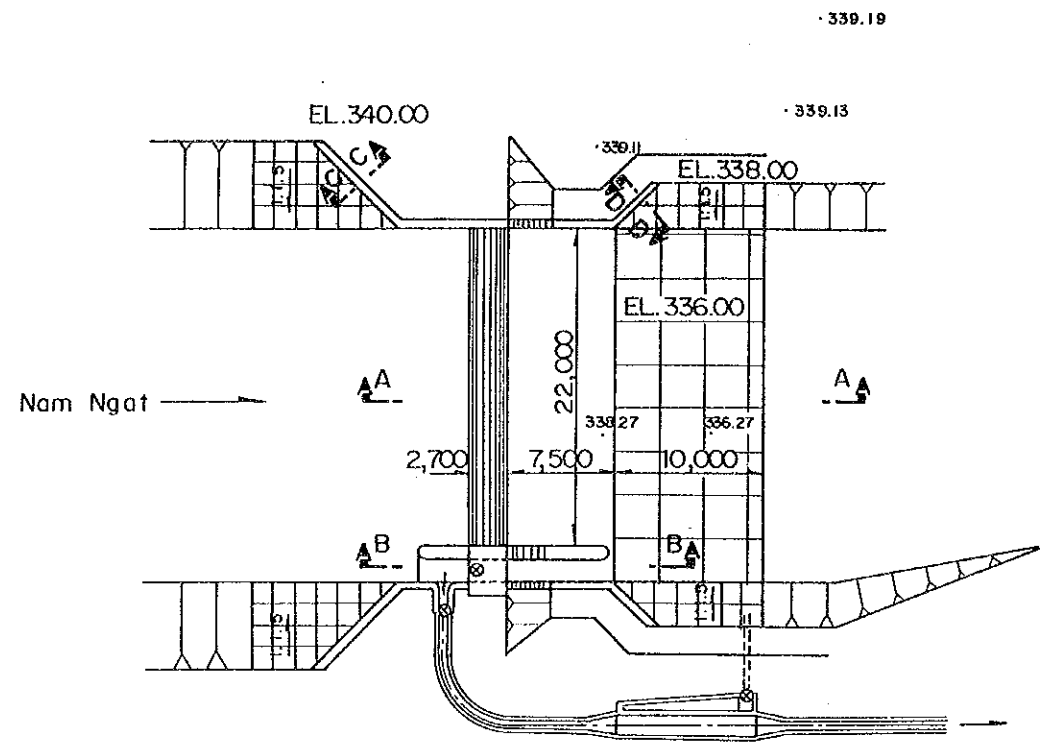 339.19
339.13
EL.340.00
339.11
EL.338.00
C
C
D
D
1:1.5
1:1.5
EL.336.00
22,000
A
A
Nam Ngat
338.27
336.27
2,700
7,500
10,000
B
B
1:1.5
1:1.5